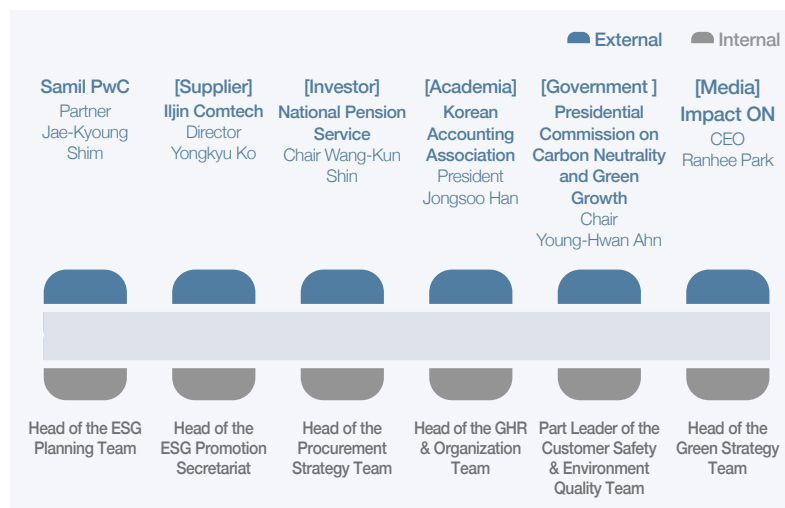 External
Internal
Samil PwC
Partner
Jae-Kyoung
Shim
[Supplier]
Iljin Comtech
Director
Yongkyu Ko
[Investor]
National Pension
Service
Chair Wang-Kun
Shin
[Academia]
Korean
Accounting
Association
President
Jongsoo Han
[Government ]
Presidential
Commission on
Carbon Neutrality
and Green
Growth
Chair
Young-Hwan Ahn
[Media]
Impact ON
CEO
Ranhee Park
Head of the ESG
Planning Team
Head of the
ESG Promotion
Secretariat
Head of the
Procurement
Strategy Team
Head of the GHR
& Organization
Team
Part Leader of the
Customer Safety
& Environment
Quality Team
Head of the
Green Strategy
Team